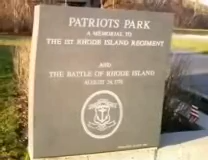 PATRIOTS PARK
A MEMORIAL TO
THE 1ST RHODE ISLAND REGIMENT
AND
THE BATTLE OF RHODE ISLAND
AUGUST 29, 1778